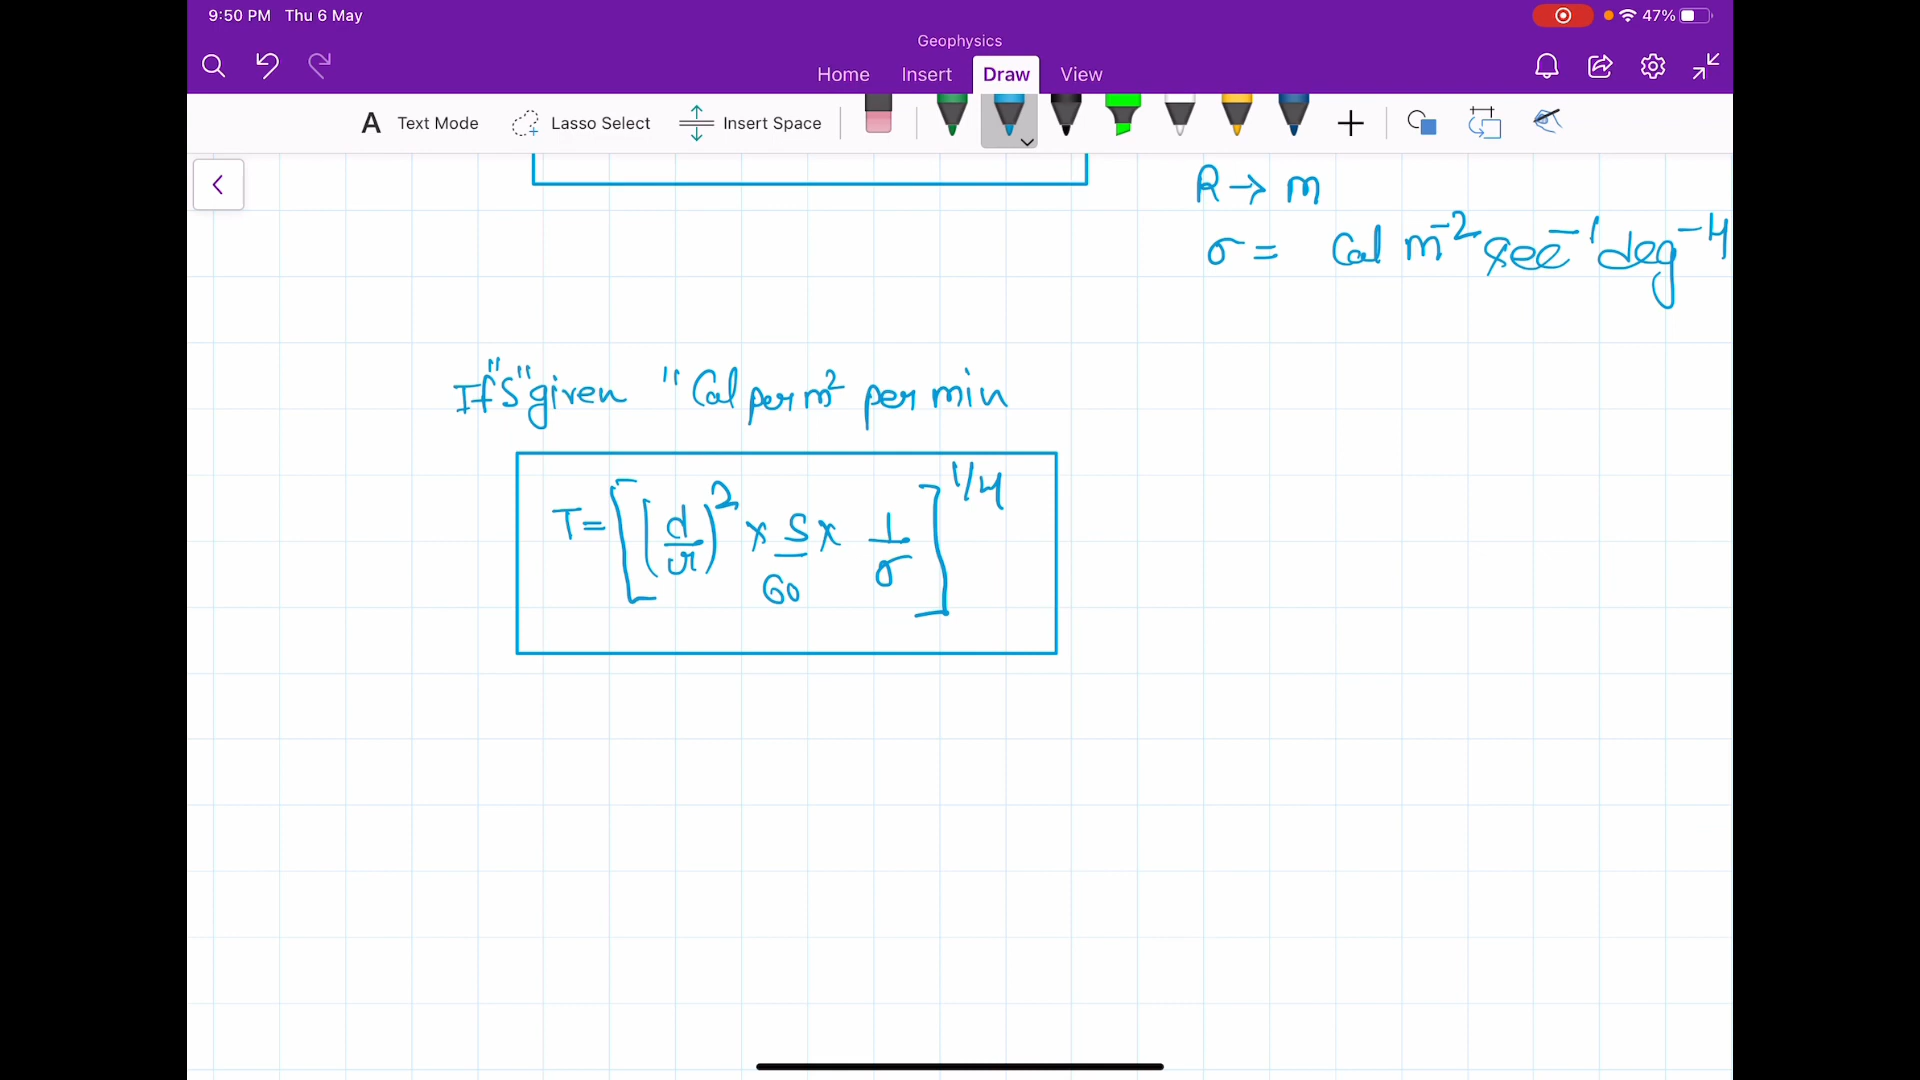 9:50 PM Thu 6 May 47%
Geophysics
Home Insert Draw View
A Text Mode Lasso Select Insert Space
R → m
σ = Cal m⁻² sec⁻¹ deg⁻⁴
If "S" given "Cal per m² per min
T = [(d/r)² × S/60 × 1/σ]^1/4